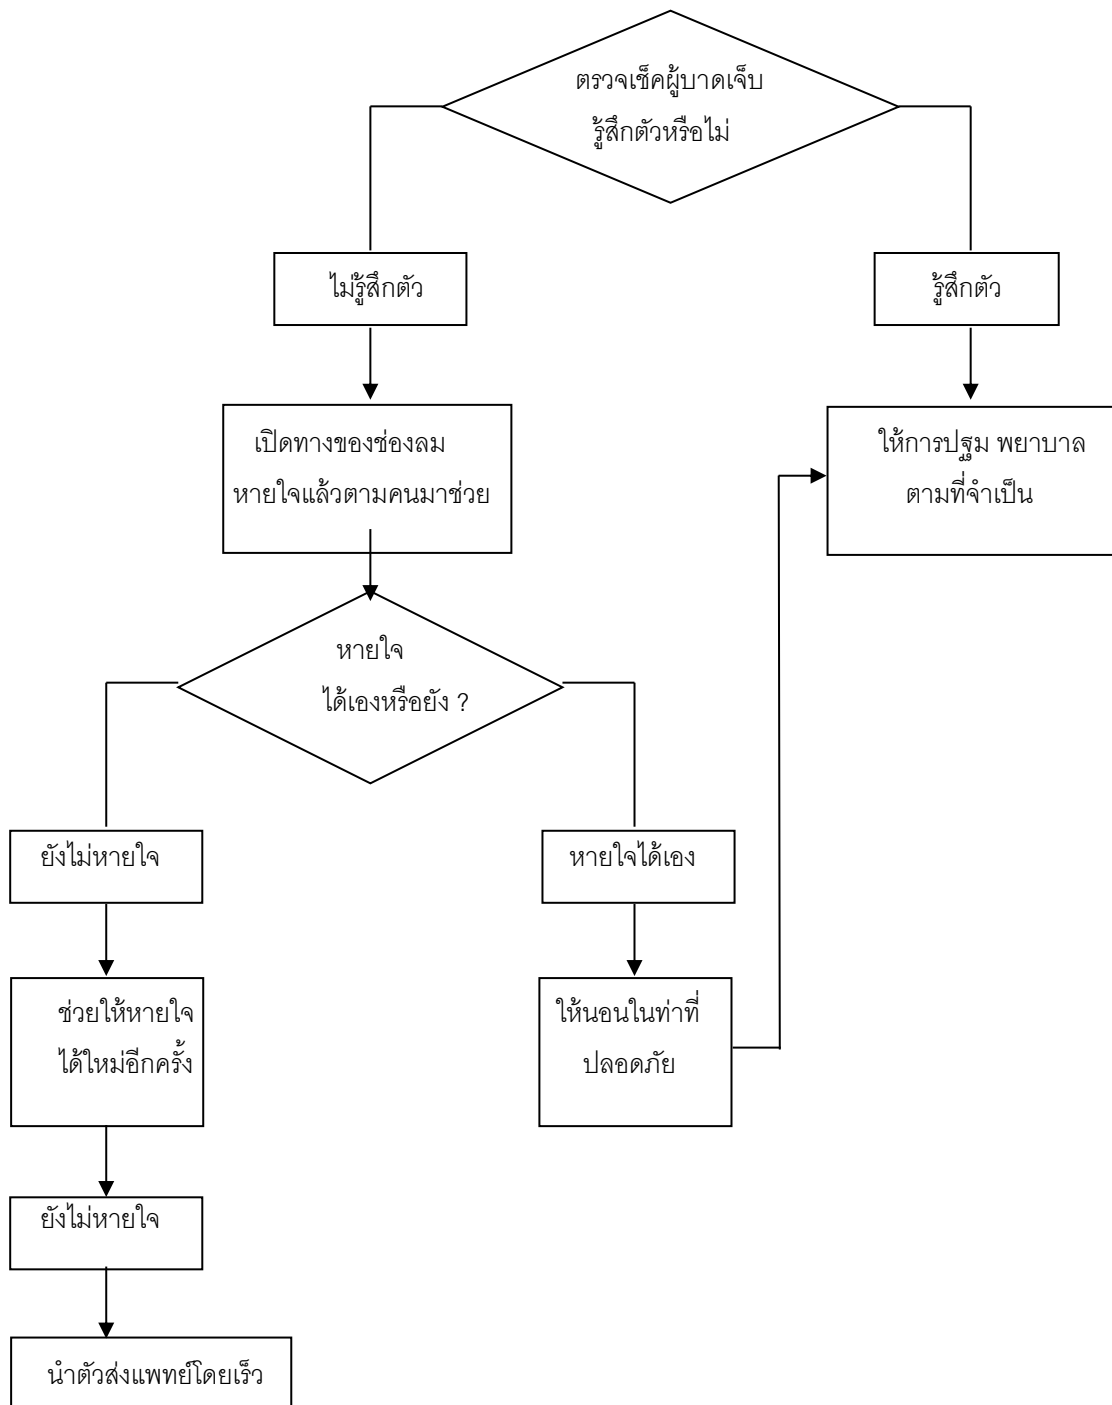 ตรวจเช็คผู้บาดเจ็บ
รู้สึกตัวหรือไม่
ไม่รู้สึกตัว
รู้สึกตัว
เปิดทางของช่องลม
หายใจแล้วตามคนมาช่วย
ให้การปฐม พยาบาล
ตามที่จำเป็น
หายใจ
ได้เองหรือยัง ?
ยังไม่หายใจ
หายใจได้เอง
ช่วยให้หายใจ
ได้ใหม่อีกครั้ง
ให้นอนในท่าที่
ปลอดภัย
ยังไม่หายใจ
นำตัวส่งแพทย์โดยเร็ว